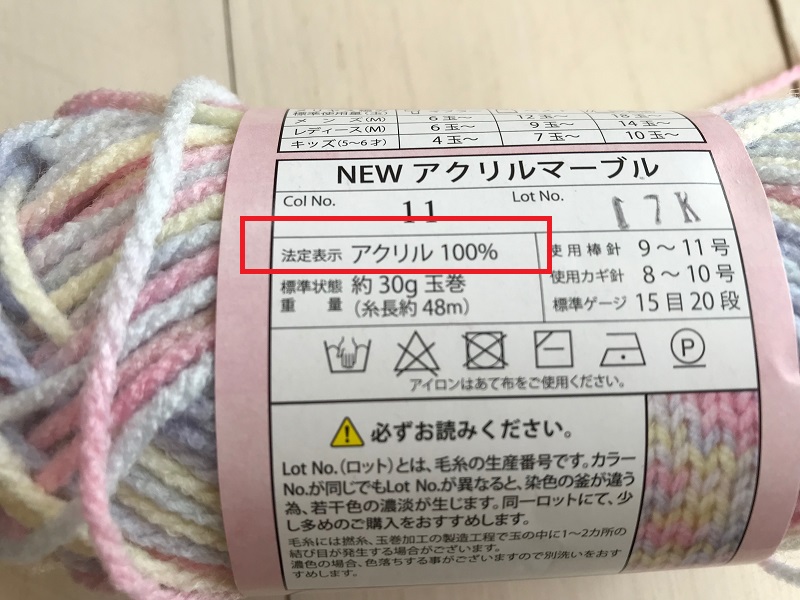 標準使用量(玉) 12玉〜
メンズ(M) 6玉〜
レディース(M) 6玉〜 9玉〜 14玉〜
キッズ(5〜6才) 4玉〜 7玉〜 10玉〜
NEW アクリルマーブル
Col No. 11 Lot No. 17K
法定表示 アクリル 100%
標準状態重量 約 30g 玉巻
(糸長約 48m)
使用棒針 9〜11号
使用カギ針 8〜10号
標準ゲージ 15目20段
P
アイロンはあて布をご使用ください。
必ずお読みください。
Lot No.(ロット)とは、毛糸の生産番号です。カラー
No.が同じでもLot No.が異なると、染色の釜が違う
為、若干色の濃淡が生じます。同一ロットにて、少
し多めのご購入をおすすめします。
毛糸には撚糸、玉巻加工の製造工程で玉の中に1〜2カ所の
結び目が発生する場合がございます。
濃色の場合、色落ちする事がございますので別洗いをおす
すめします。